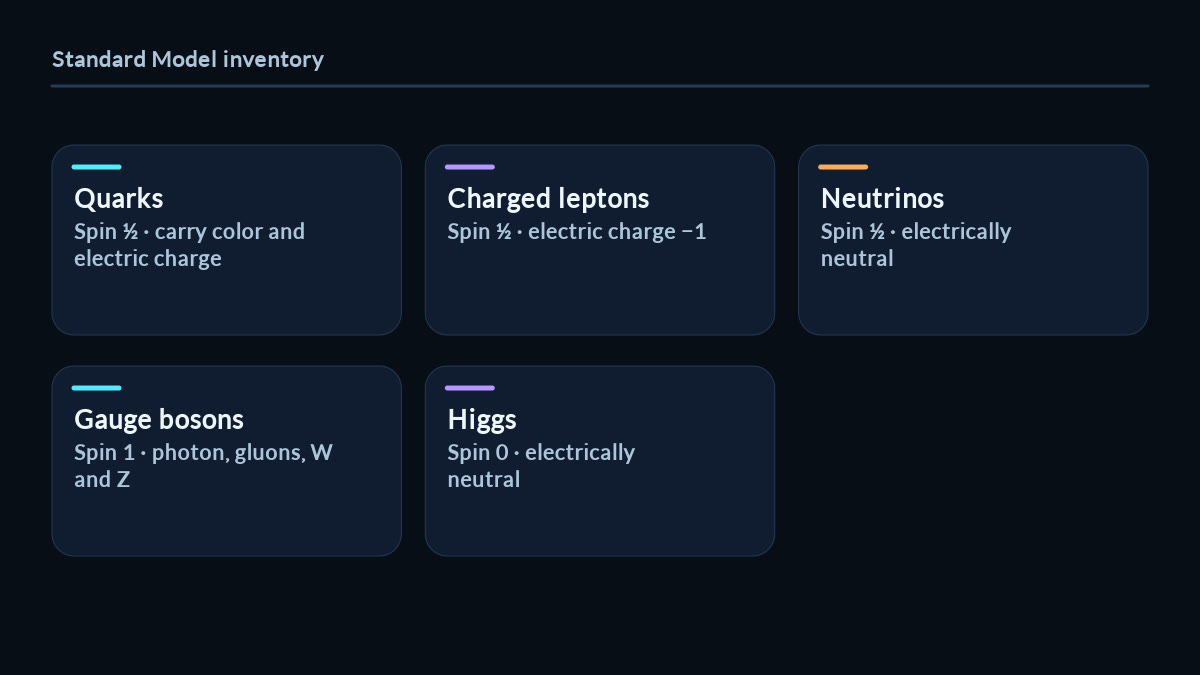 Standard Model inventory
Quarks
Spin ½ · carry color and
electric charge
Charged leptons
Spin ½ · electric charge −1
Neutrinos
Spin ½ · electrically
neutral
Gauge bosons
Spin 1 · photon, gluons, W
and Z
Higgs
Spin 0 · electrically
neutral